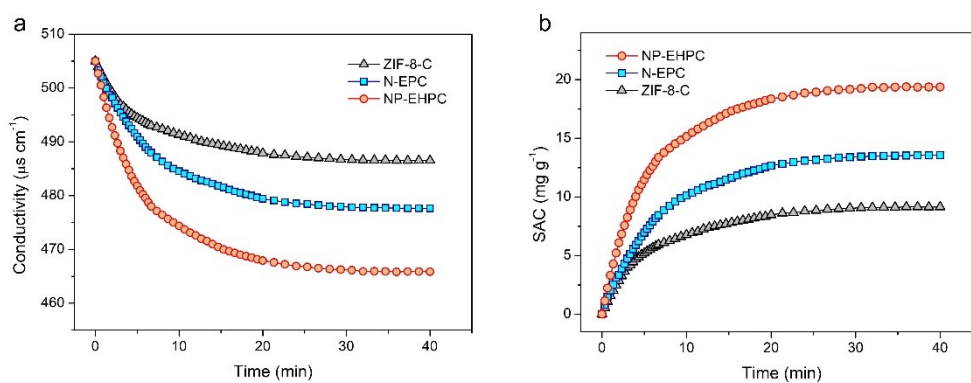 a
510
500
490
480
470
460
Conductivity (μs cm⁻¹)
ZIF-8-C
N-EPC
NP-EHPC
0 10 20 30 40
Time (min)
b
20
15
10
5
0
SAC (mg g⁻¹)
NP-EHPC
N-EPC
ZIF-8-C
0 10 20 30 40
Time (min)